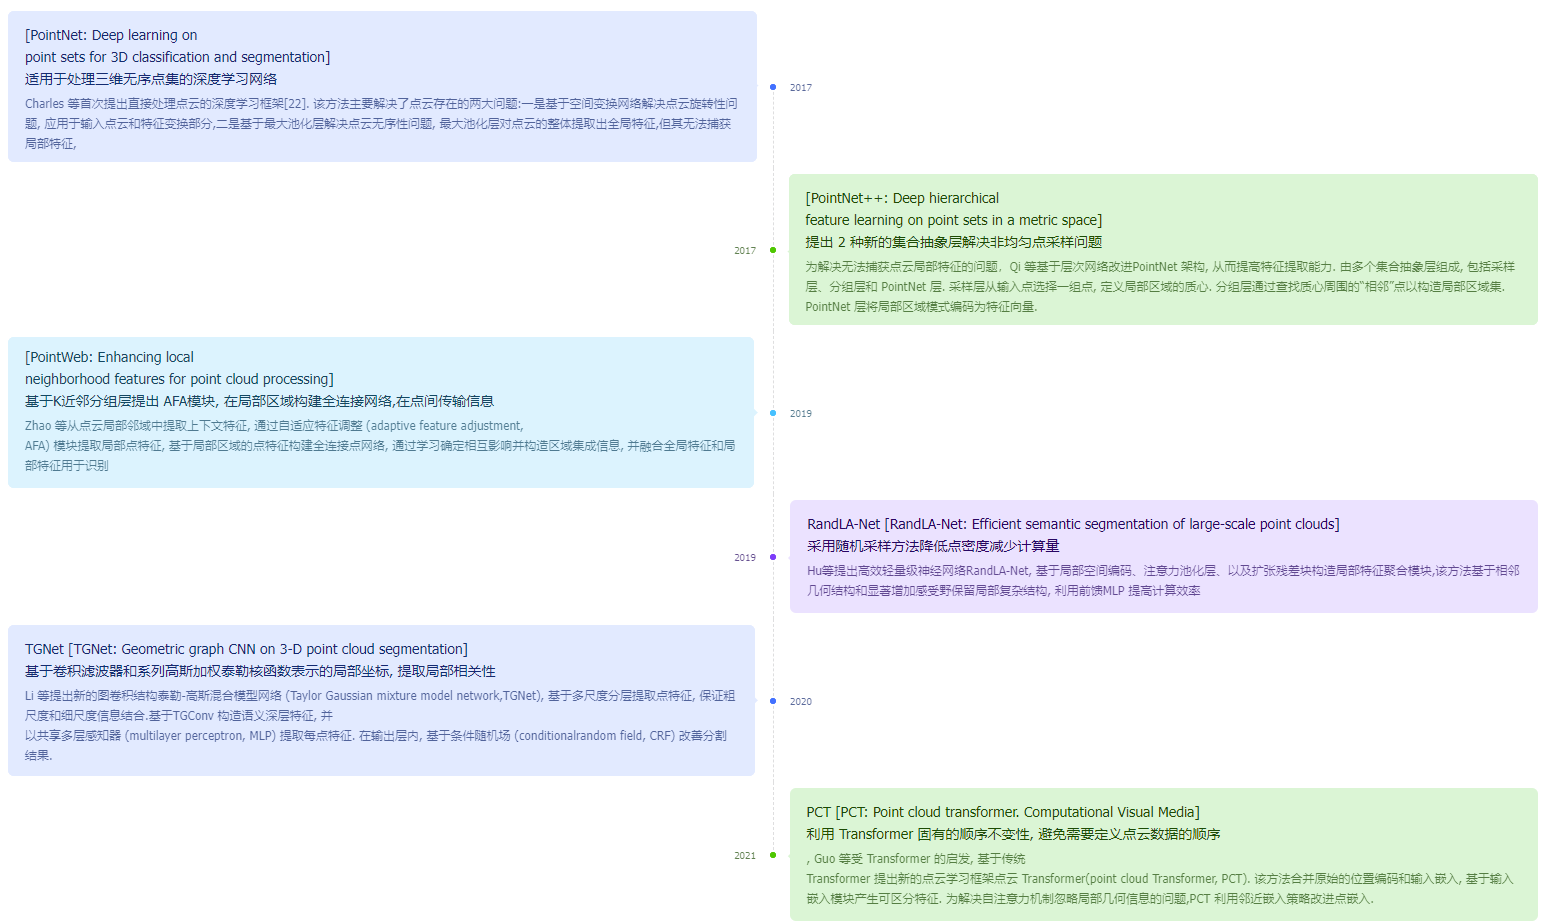 [PointNet: Deep learning on
point sets for 3D classification and segmentation]
适用于处理三维无序点集的深度学习网络
Charles 等首次提出直接处理点云的深度学习框架[22]. 该方法主要解决了点云存在的两大问题:一是基于空间变换网络解决点云旋转性问
题, 应用于输入点云和特征变换部分,二是基于最大池化层解决点云无序性问题, 最大池化层对点云的整体提取出全局特征,但其无法捕获
局部特征,
2017
[PointNet++: Deep hierarchical
feature learning on point sets in a metric space]
提出 2 种新的集合抽象层解决非均匀点采样问题
为解决无法捕获点云局部特征的问题，Qi 等基于层次网络改进PointNet 架构, 从而提高特征提取能力. 由多个集合抽象层组成, 包括采样
层、分组层和 PointNet 层. 采样层从输入点选择一组点, 定义局部区域的质心. 分组层通过查找质心周围的“相邻”点以构造局部区域集.
PointNet 层将局部区域模式编码为特征向量.
2017
[PointWeb: Enhancing local
neighborhood features for point cloud processing]
基于K近邻分组层提出 AFA模块, 在局部区域构建全连接网络,在点间传输信息
Zhao 等从点云局部邻域中提取上下文特征, 通过自适应特征调整 (adaptive feature adjustment,
AFA) 模块提取局部点特征, 基于局部区域的点特征构建全连接点网络, 通过学习确定相互影响并构造区域集成信息, 并融合全局特征和局
部特征用于识别
2019
RandLA-Net [RandLA-Net: Efficient semantic segmentation of large-scale point clouds]
采用随机采样方法降低点密度减少计算量
Hu等提出高效轻量级神经网络RandLA-Net, 基于局部空间编码、注意力池化层、以及扩张残差块构造局部特征聚合模块,该方法基于相邻
几何结构和显著增加感受野保留局部复杂结构, 利用前馈MLP 提高计算效率
2019
TGNet [TGNet: Geometric graph CNN on 3-D point cloud segmentation]
基于卷积滤波器和系列高斯加权泰勒核函数表示的局部坐标, 提取局部相关性
Li 等提出新的图卷积结构泰勒-高斯混合模型网络 (Taylor Gaussian mixture model network,TGNet), 基于多尺度分层提取点特征, 保证粗
尺度和细尺度信息结合.基于TGConv 构造语义深层特征, 并
以共享多层感知器 (multilayer perceptron, MLP) 提取每点特征. 在输出层内, 基于条件随机场 (conditionalrandom field, CRF) 改善分割
结果.
2020
PCT [PCT: Point cloud transformer. Computational Visual Media]
利用 Transformer 固有的顺序不变性, 避免需要定义点云数据的顺序
, Guo 等受 Transformer 的启发, 基于传统
Transformer 提出新的点云学习框架点云 Transformer(point cloud Transformer, PCT). 该方法合并原始的位置编码和输入嵌入, 基于输入
嵌入模块产生可区分特征. 为解决自注意力机制忽略局部几何信息的问题,PCT 利用邻近嵌入策略改进点嵌入.
2021